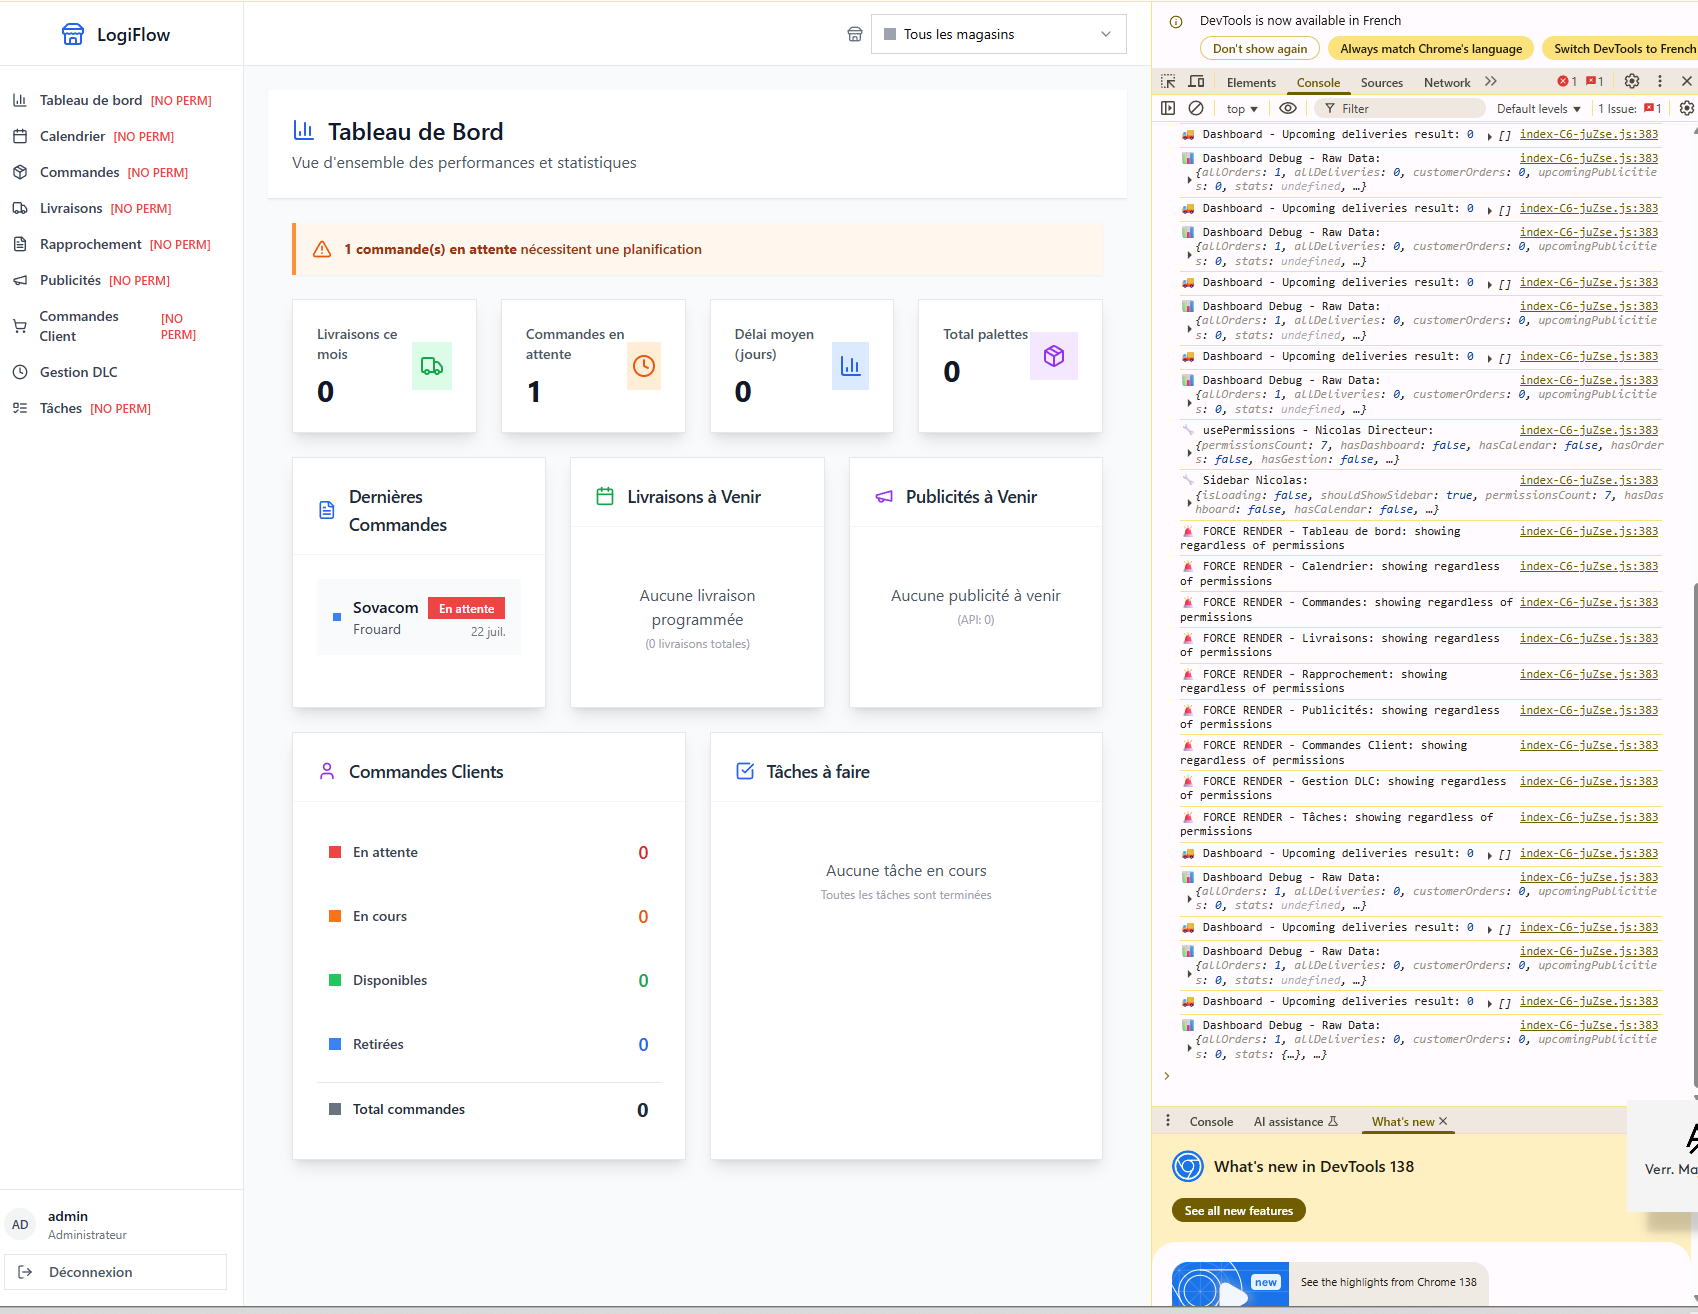 LogiFlow
Tableau de bord [NO PERM]
Calendrier [NO PERM]
Commandes [NO PERM]
Livraisons [NO PERM]
Rapprochement [NO PERM]
Publicités [NO PERM]
Commandes Client [NO PERM]
Gestion DLC
Tâches [NO PERM]
AD
admin
Administrateur
Déconnexion
Tous les magasins
Tableau de Bord
Vue d'ensemble des performances et statistiques
1 commande(s) en attente nécessitent une planification
Livraisons ce mois
0
Commandes en attente
1
Délai moyen (jours)
0
Total palettes
0
Dernières Commandes
Sovacom En attente
Frouard 22 juil.
Livraisons à Venir
Aucune livraison programmée
(0 livraisons totales)
Publicités à Venir
Aucune publicité à venir
(API: 0)
Commandes Clients
En attente 0
En cours 0
Disponibles 0
Retirées 0
Total commandes 0
Tâches à faire
Aucune tâche en cours
Toutes les tâches sont terminées
DevTools is now available in French
Don't show again Always match Chrome's language Switch DevTools to French
Elements Console Sources Network 1 1
top Filter Default levels 1 Issue: 1
Dashboard - Upcoming deliveries result: 0 [] index-C6-juZse.js:383
Dashboard Debug - Raw Data: index-C6-juZse.js:383
{allOrders: 1, allDeliveries: 0, customerOrders: 0, upcomingPublicitie
s: 0, stats: undefined, …}
Dashboard - Upcoming deliveries result: 0 [] index-C6-juZse.js:383
Dashboard Debug - Raw Data: index-C6-juZse.js:383
{allOrders: 1, allDeliveries: 0, customerOrders: 0, upcomingPublicitie
s: 0, stats: undefined, …}
Dashboard - Upcoming deliveries result: 0 [] index-C6-juZse.js:383
Dashboard Debug - Raw Data: index-C6-juZse.js:383
{allOrders: 1, allDeliveries: 0, customerOrders: 0, upcomingPublicitie
s: 0, stats: undefined, …}
Dashboard - Upcoming deliveries result: 0 [] index-C6-juZse.js:383
Dashboard Debug - Raw Data: index-C6-juZse.js:383
{allOrders: 1, allDeliveries: 0, customerOrders: 0, upcomingPublicitie
s: 0, stats: undefined, …}
usePermissions - Nicolas Directeur: index-C6-juZse.js:383
{permissionsCount: 7, hasDashboard: false, hasCalendar: false, hasOrder
s: false, hasGestion: false, …}
Sidebar Nicolas: index-C6-juZse.js:383
{isLoading: false, shouldShowSidebar: true, permissionsCount: 7, hasDas
hboard: false, hasCalendar: false, …}
FORCE RENDER - Tableau de bord: showing index-C6-juZse.js:383
regardless of permissions
FORCE RENDER - Calendrier: showing regardless index-C6-juZse.js:383
of permissions
FORCE RENDER - Commandes: showing regardless of index-C6-juZse.js:383
permissions
FORCE RENDER - Livraisons: showing regardless index-C6-juZse.js:383
of permissions
FORCE RENDER - Rapprochement: showing index-C6-juZse.js:383
regardless of permissions
FORCE RENDER - Publicités: showing regardless index-C6-juZse.js:383
of permissions
FORCE RENDER - Commandes Client: showing index-C6-juZse.js:383
regardless of permissions
FORCE RENDER - Gestion DLC: showing regardless index-C6-juZse.js:383
of permissions
FORCE RENDER - Tâches: showing regardless of index-C6-juZse.js:383
permissions
Dashboard - Upcoming deliveries result: 0 [] index-C6-juZse.js:383
Dashboard Debug - Raw Data: index-C6-juZse.js:383
{allOrders: 1, allDeliveries: 0, customerOrders: 0, upcomingPublicitie
s: 0, stats: undefined, …}
Dashboard - Upcoming deliveries result: 0 [] index-C6-juZse.js:383
Dashboard Debug - Raw Data: index-C6-juZse.js:383
{allOrders: 1, allDeliveries: 0, customerOrders: 0, upcomingPublicitie
s: 0, stats: undefined, …}
Dashboard - Upcoming deliveries result: 0 [] index-C6-juZse.js:383
Dashboard Debug - Raw Data: index-C6-juZse.js:383
{allOrders: 1, allDeliveries: 0, customerOrders: 0, upcomingPublicitie
s: 0, stats: {…}, …}
Console AI assistance What's new
What's new in DevTools 138
See all new features
new See the highlights from Chrome 138
Verr. Maj